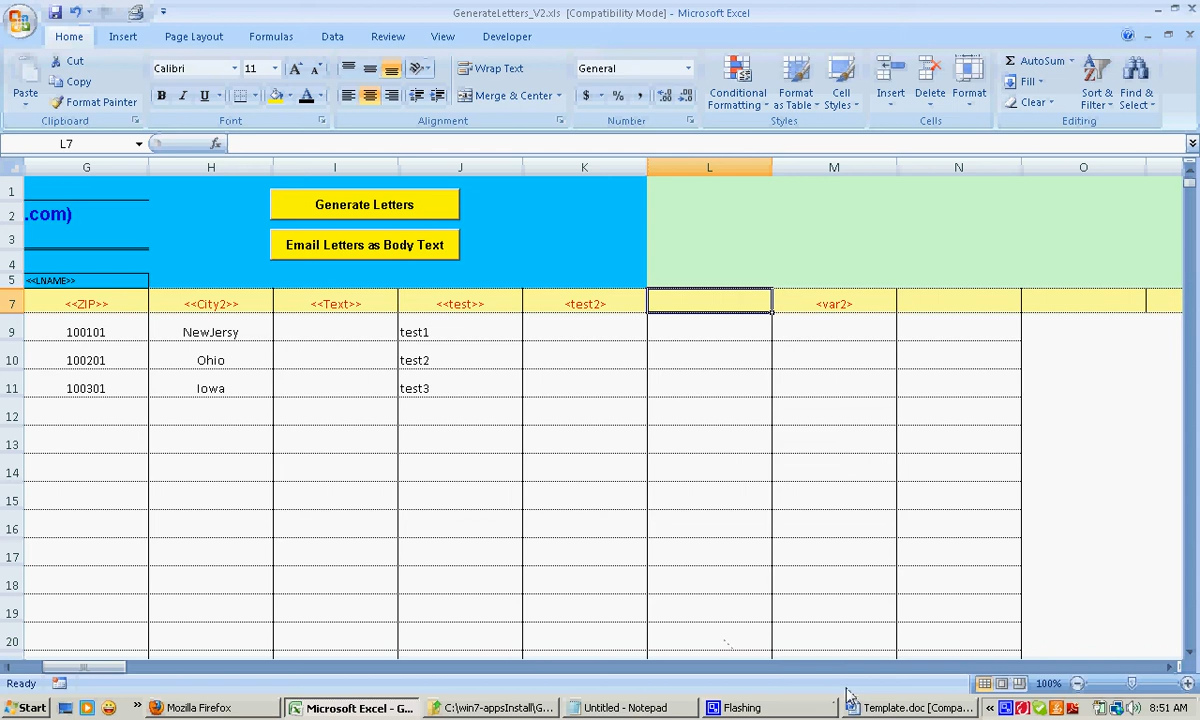 GenerateLetters_V2.xls [Compatibility Mode] - Microsoft Excel
Home Insert Page Layout Formulas Data Review View Developer
Cut Calibri 11 Wrap Text General AutoSum
Copy Fill
Paste Format Painter Merge & Center $ % , Conditional Formatting Format as Table Cell Styles Insert Delete Format Clear Sort & Filter Find & Select
Clipboard Font Alignment Number Styles Cells Editing
L7 fx
G H I J K L M N O
1 Generate Letters
2 .com)
3 Email Letters as Body Text
4
5 <<LNAME>>
7 <<ZIP>> <<City2>> <<Text>> <<test>> <test2> <var2>
9 100101 NewJersy test1
10 100201 Ohio test2
11 100301 Iowa test3
12
13
14
15
16
17
18
19
20
Ready 100%
Start Mozilla Firefox Microsoft Excel - G... C:\win7-apps\Install\G... Untitled - Notepad Flashing Template.doc [Compa... 8:51 AM